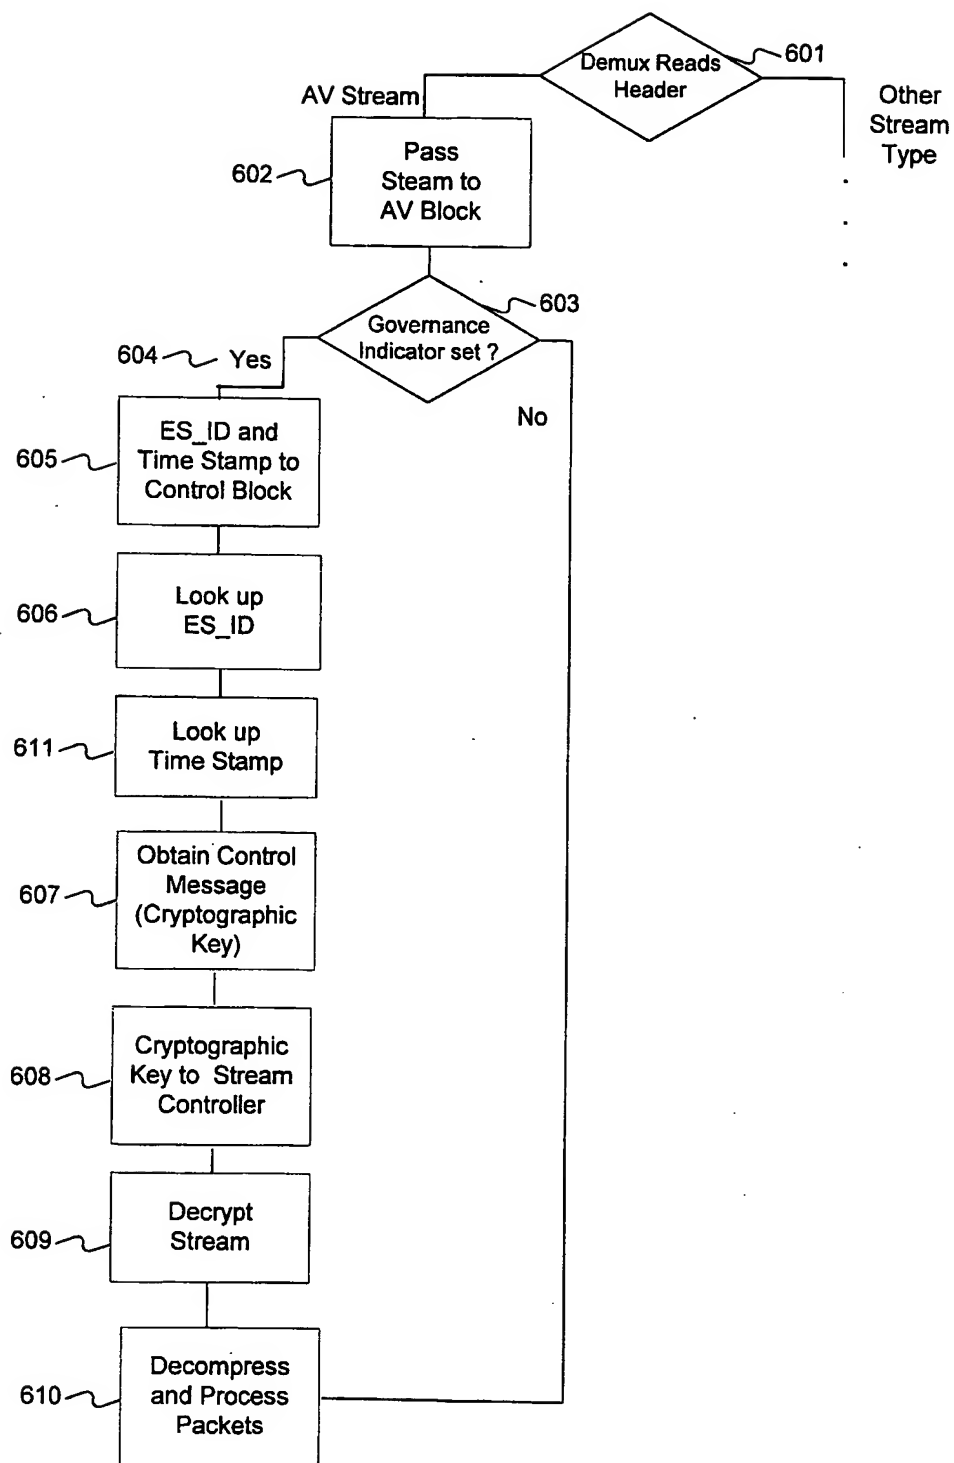 Demux Reads
Header
601
AV Stream
Other
Stream
Type
Pass
Steam to
AV Block
602
603
Governance
Indicator set ?
604
Yes
No
ES_ID and
Time Stamp to
Control Block
605
Look up
ES_ID
606
Look up
Time Stamp
611
Obtain Control
Message
(Cryptographic
Key)
607
Cryptographic
Key to Stream
Controller
608
Decrypt
Stream
609
Decompress
and Process
Packets
610